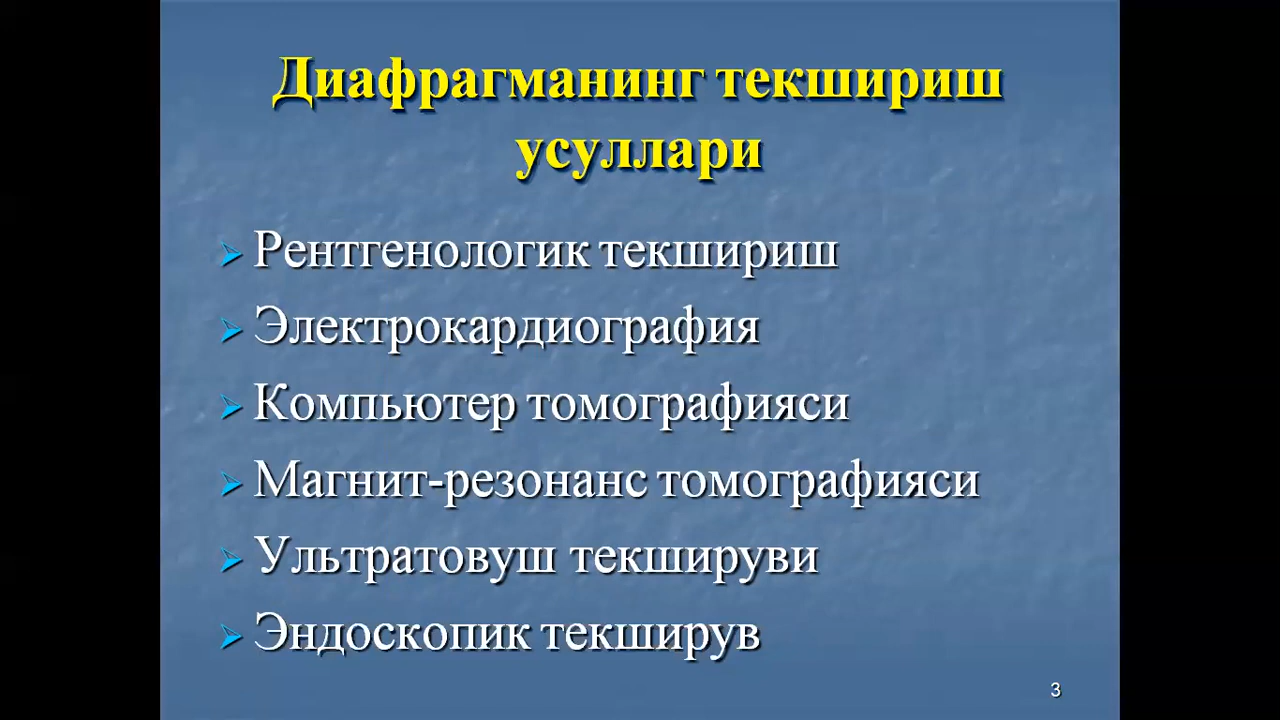 Диафрагманинг текшириш
усуллари
Рентгенологик текшириш
Электрокардиография
Компьютер томографияси
Магнит-резонанс томографияси
Ультратовуш текшируви
Эндоскопик текширув
3